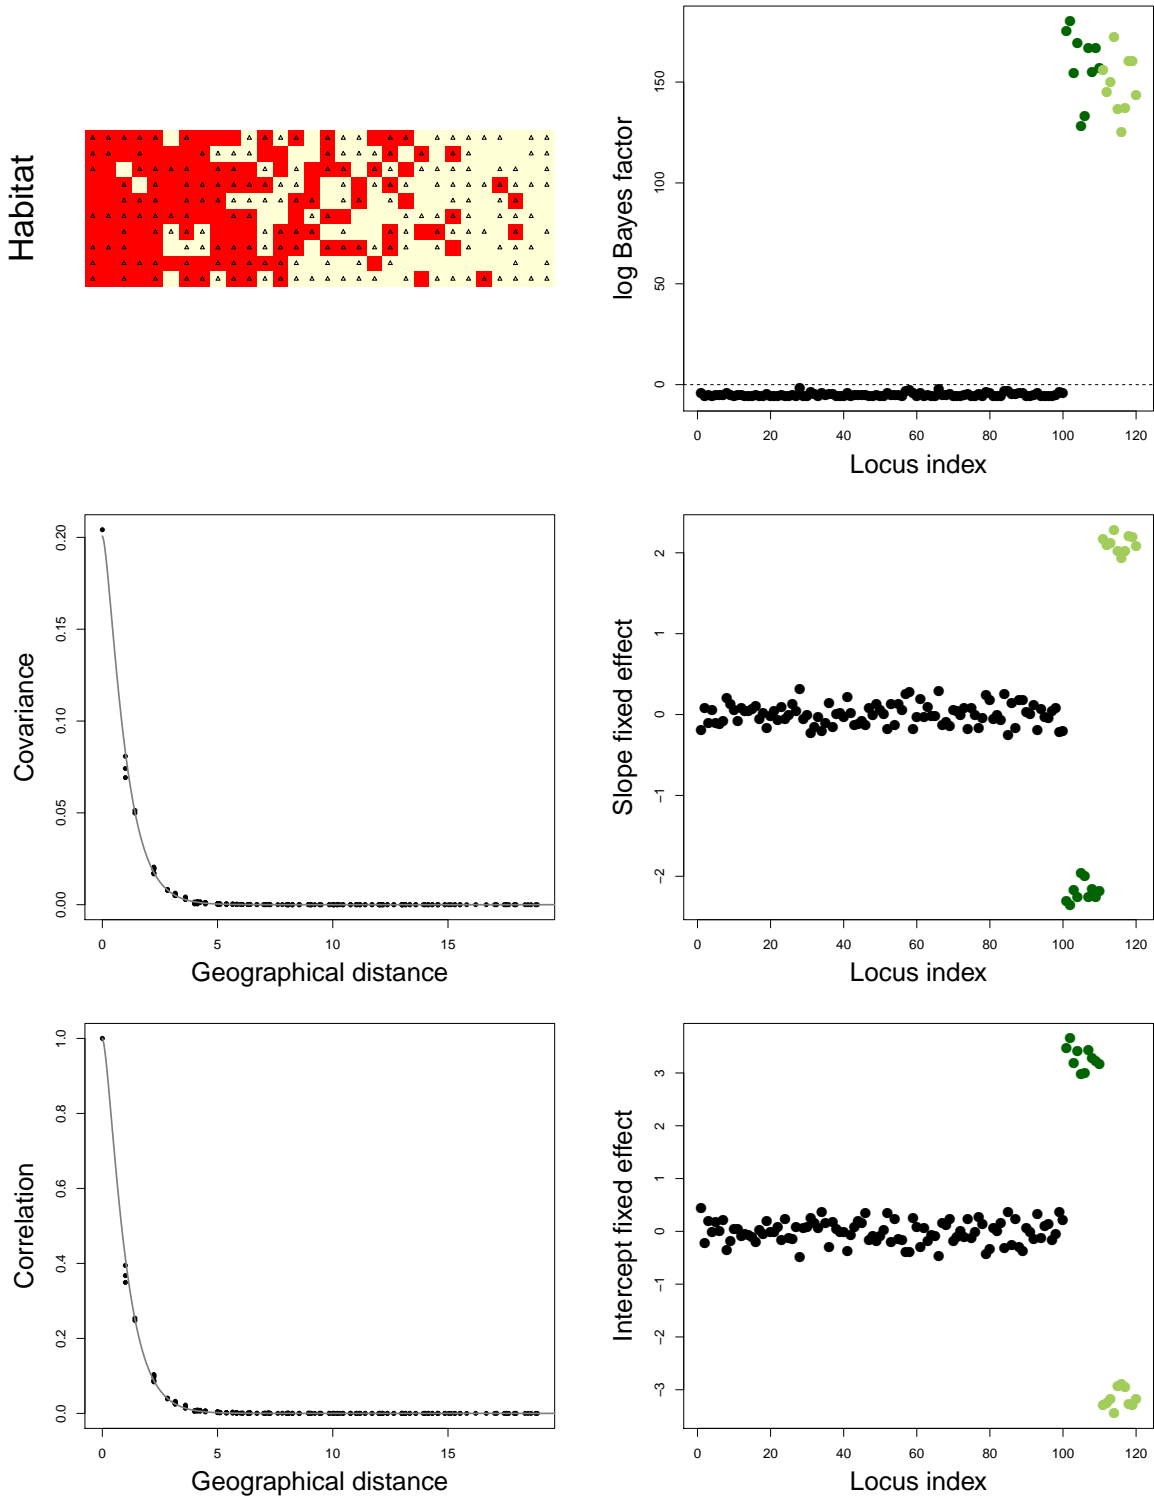 Habitat
log Bayes factor
150
100
50
0
0 20 40 60 80 100 120
Locus index
Covariance
0.20
0.15
0.10
0.05
0.00
0 5 10 15
Geographical distance
Slope fixed effect
2
1
0
−1
−2
0 20 40 60 80 100 120
Locus index
Correlation
1.0
0.8
0.6
0.4
0.2
0.0
0 5 10 15
Geographical distance
Intercept fixed effect
3
2
1
0
−1
−2
−3
0 20 40 60 80 100 120
Locus index